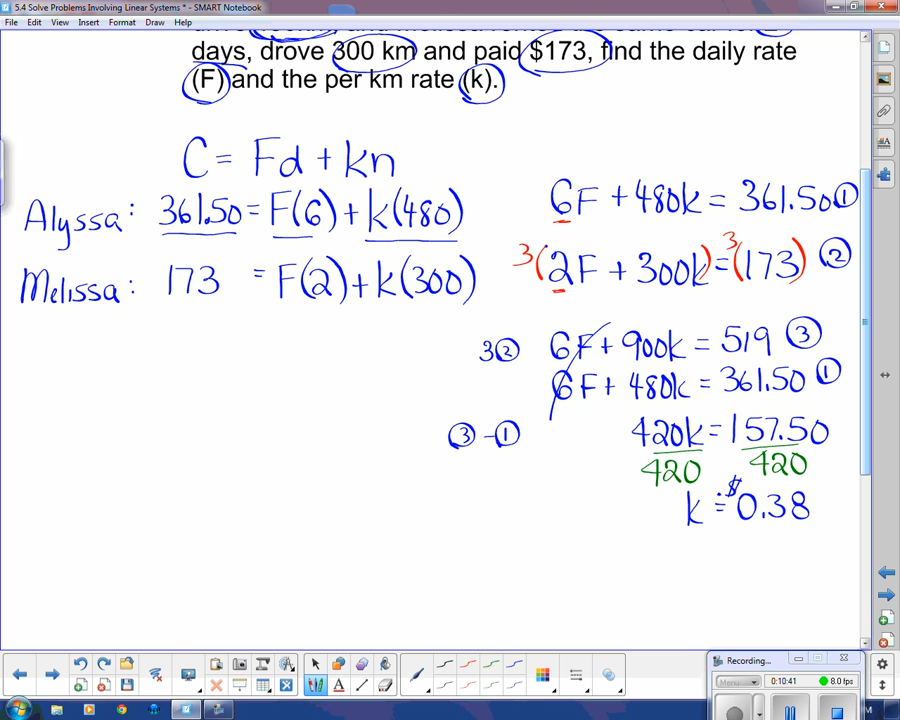 5.4 Solve Problems Involving Linear Systems * - SMART Notebook
File Edit View Insert Format Draw Help
days, drove 300 km and paid $173, find the daily rate
(F) and the per km rate (k).
C = Fd + kn
Alyssa: 361.50 = F(6) + k(480)
Melissa: 173 = F(2) + k(300)
6F + 480k = 361.50 ①
3(2F + 300k) = 3(173) ②
3② 6F + 900k = 519 ③
6F + 480k = 361.50 ①
③ - ① 420k = 157.50
420 420
k ≐ $0.38
Recording...
Menu
0:10:41 8.0 fps